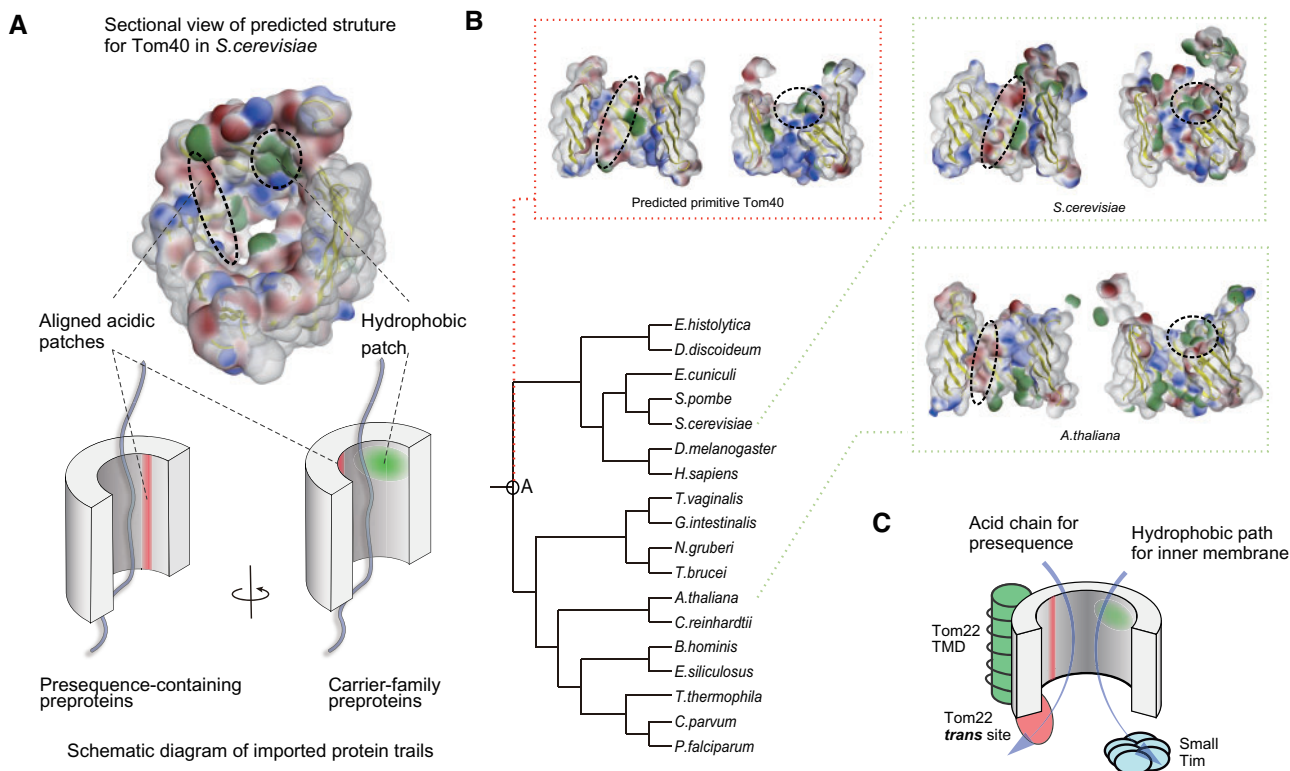 A
Sectional view of predicted struture
for Tom40 in S.cerevisiae
Aligned acidic
patches
Hydrophobic
patch
Presequence-containing
preproteins
Carrier-family
preproteins
Schematic diagram of imported protein trails
B
Predicted primitive Tom40
S.cerevisiae
A.thaliana
A
E.histolytica
D.discoideum
E.cuniculi
S.pombe
S.cerevisiae
D.melanogaster
H.sapiens
T.vaginalis
G.intestinalis
N.gruberi
T.brucei
A.thaliana
C.reinhardtii
B.hominis
E.siliculosus
T.thermophila
C.parvum
P.falciparum
C
Acid chain for
presequence
Hydrophobic path
for inner membrane
Tom22
TMD
Tom22
trans site
Small
Tim